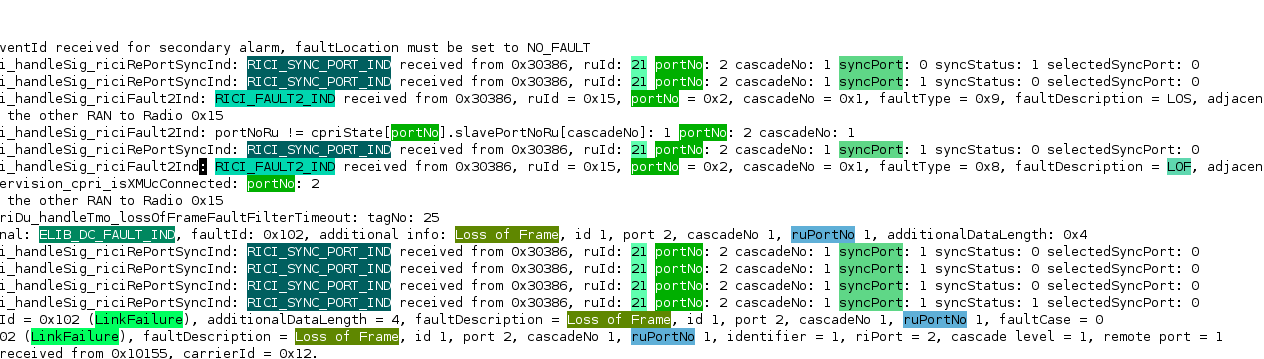 ventId received for secondary alarm, faultLocation must be set to NO_FAULT
i_handleSig_riciRePortSyncInd: RICI_SYNC_PORT_IND received from 0x30386, ruId: 21 portNo: 2 cascadeNo: 1 syncPort: 0 syncStatus: 1 selectedSyncPort: 0
i_handleSig_riciRePortSyncInd: RICI_SYNC_PORT_IND received from 0x30386, ruId: 21 portNo: 2 cascadeNo: 1 syncPort: 1 syncStatus: 0 selectedSyncPort: 0
i_handleSig_riciFault2Ind: RICI_FAULT2_IND received from 0x30386, ruId = 0x15, portNo = 0x2, cascadeNo = 0x1, faultType = 0x9, faultDescription = LOS, adjacen
the other RAN to Radio 0x15
i_handleSig_riciFault2Ind: portNoRu != cpriState[portNo].slavePortNoRu[cascadeNo]: 1 portNo: 2 cascadeNo: 1
i_handleSig_riciRePortSyncInd: RICI_SYNC_PORT_IND received from 0x30386, ruId: 21 portNo: 2 cascadeNo: 1 syncPort: 1 syncStatus: 0 selectedSyncPort: 0
i_handleSig_riciFault2Ind: RICI_FAULT2_IND received from 0x30386, ruId = 0x15, portNo = 0x2, cascadeNo = 0x1, faultType = 0x8, faultDescription = LOF, adjacen
ervision_cpri_isXMUcConnected: portNo: 2
the other RAN to Radio 0x15
riDu_handleTmo_lossOfFrameFaultFilterTimeout: tagNo: 25
nal: ELIB_DC_FAULT_IND, faultId: 0x102, additional info: Loss of Frame, id 1, port 2, cascadeNo 1, ruPortNo 1, additionalDataLength: 0x4
i_handleSig_riciRePortSyncInd: RICI_SYNC_PORT_IND received from 0x30386, ruId: 21 portNo: 2 cascadeNo: 1 syncPort: 1 syncStatus: 0 selectedSyncPort: 0
i_handleSig_riciRePortSyncInd: RICI_SYNC_PORT_IND received from 0x30386, ruId: 21 portNo: 2 cascadeNo: 1 syncPort: 1 syncStatus: 0 selectedSyncPort: 0
i_handleSig_riciRePortSyncInd: RICI_SYNC_PORT_IND received from 0x30386, ruId: 21 portNo: 2 cascadeNo: 1 syncPort: 1 syncStatus: 0 selectedSyncPort: 0
i_handleSig_riciRePortSyncInd: RICI_SYNC_PORT_IND received from 0x30386, ruId: 21 portNo: 2 cascadeNo: 1 syncPort: 1 syncStatus: 1 selectedSyncPort: 0
Id = 0x102 (LinkFailure), additionalDataLength = 4, faultDescription = Loss of Frame, id 1, port 2, cascadeNo 1, ruPortNo 1, faultCase = 0
02 (LinkFailure), faultDescription = Loss of Frame, id 1, port 2, cascadeNo 1, ruPortNo 1, identifier = 1, riPort = 2, cascade level = 1, remote port = 1
received from 0x10155, carrierId = 0x12.